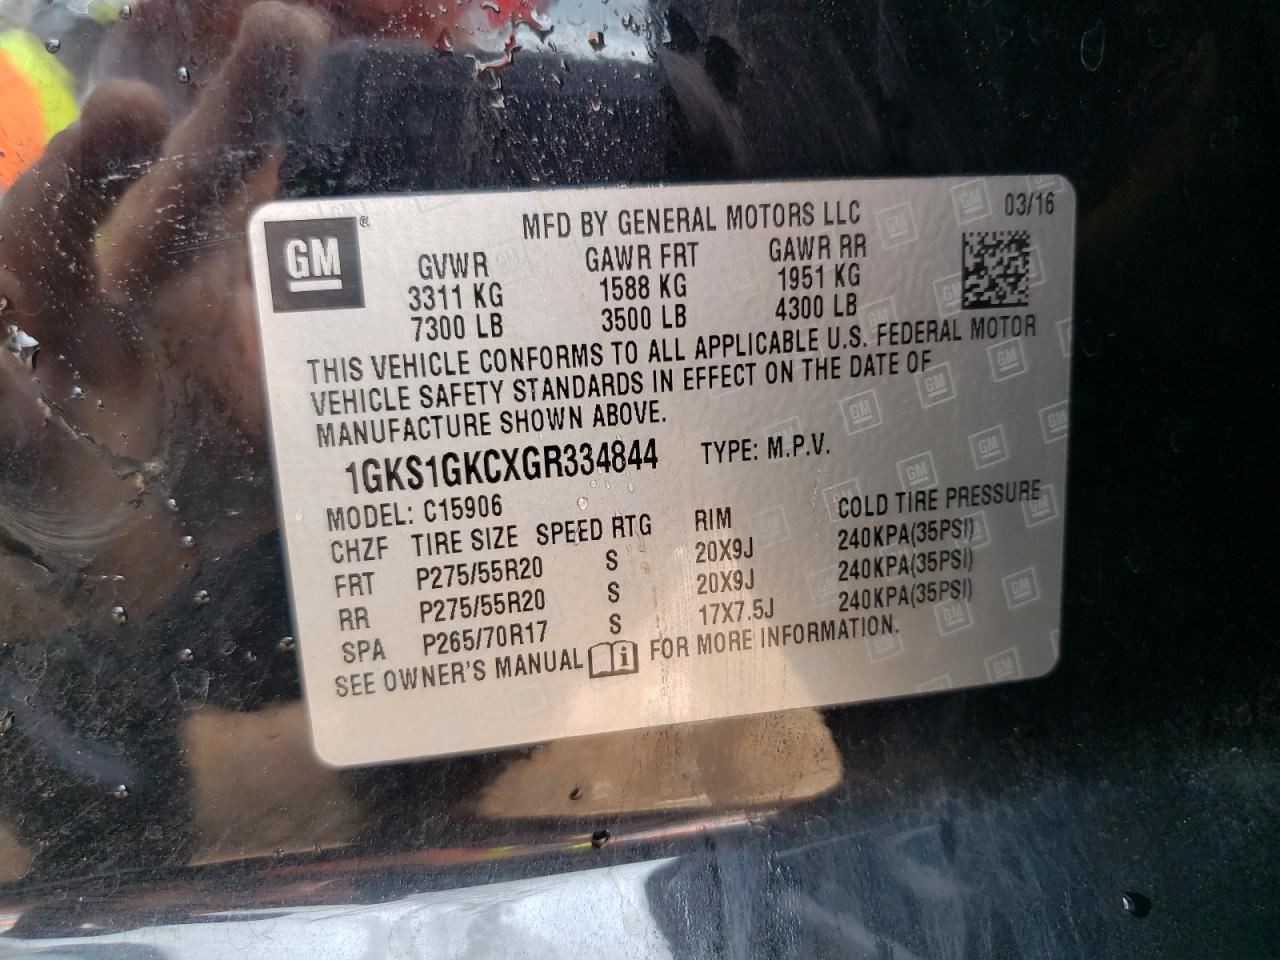 GM ®
MFD BY GENERAL MOTORS LLC 03/16
GVWR GAWR FRT GAWR RR
3311 KG 1588 KG 1951 KG
7300 LB 3500 LB 4300 LB
THIS VEHICLE CONFORMS TO ALL APPLICABLE U.S. FEDERAL MOTOR
VEHICLE SAFETY STANDARDS IN EFFECT ON THE DATE OF
MANUFACTURE SHOWN ABOVE.
1GKS1GKCXGR334844 TYPE: M.P.V.
MODEL: C15906
CHZF TIRE SIZE SPEED RTG RIM COLD TIRE PRESSURE
FRT P275/55R20 S 20X9J 240KPA(35PSI)
RR P275/55R20 S 20X9J 240KPA(35PSI)
SPA P265/70R17 S 17X7.5J 240KPA(35PSI)
SEE OWNER'S MANUAL i FOR MORE INFORMATION.